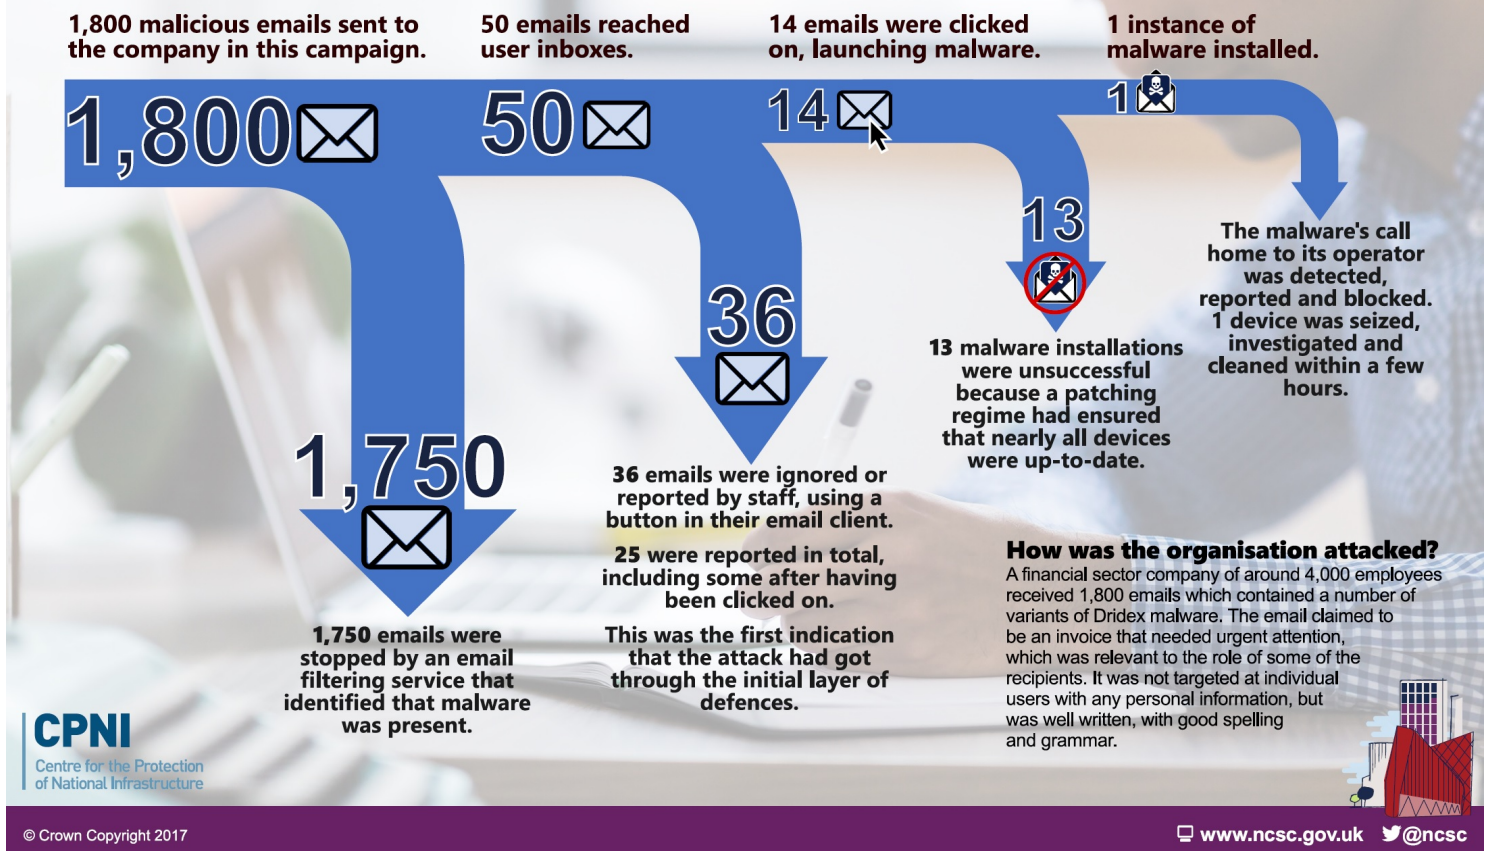 1,800 malicious emails sent to
the company in this campaign.
50 emails reached
user inboxes.
14 emails were clicked
on, launching malware.
1 instance of
malware installed.
1,800
50
14
1
13
36
1,750
The malware's call
home to its operator
was detected,
reported and blocked.
1 device was seized,
investigated and
cleaned within a few
hours.
13 malware installations
were unsuccessful
because a patching
regime had ensured
that nearly all devices
were up-to-date.
36 emails were ignored or
reported by staff, using a
button in their email client.
25 were reported in total,
including some after having
been clicked on.
This was the first indication
that the attack had got
through the initial layer of
defences.
1,750 emails were
stopped by an email
filtering service that
identified that malware
was present.
How was the organisation attacked?
A financial sector company of around 4,000 employees
received 1,800 emails which contained a number of
variants of Dridex malware. The email claimed to
be an invoice that needed urgent attention,
which was relevant to the role of some of the
recipients. It was not targeted at individual
users with any personal information, but
was well written, with good spelling
and grammar.
CPNI
Centre for the Protection
of National Infrastructure
© Crown Copyright 2017
www.ncsc.gov.uk
@ncsc